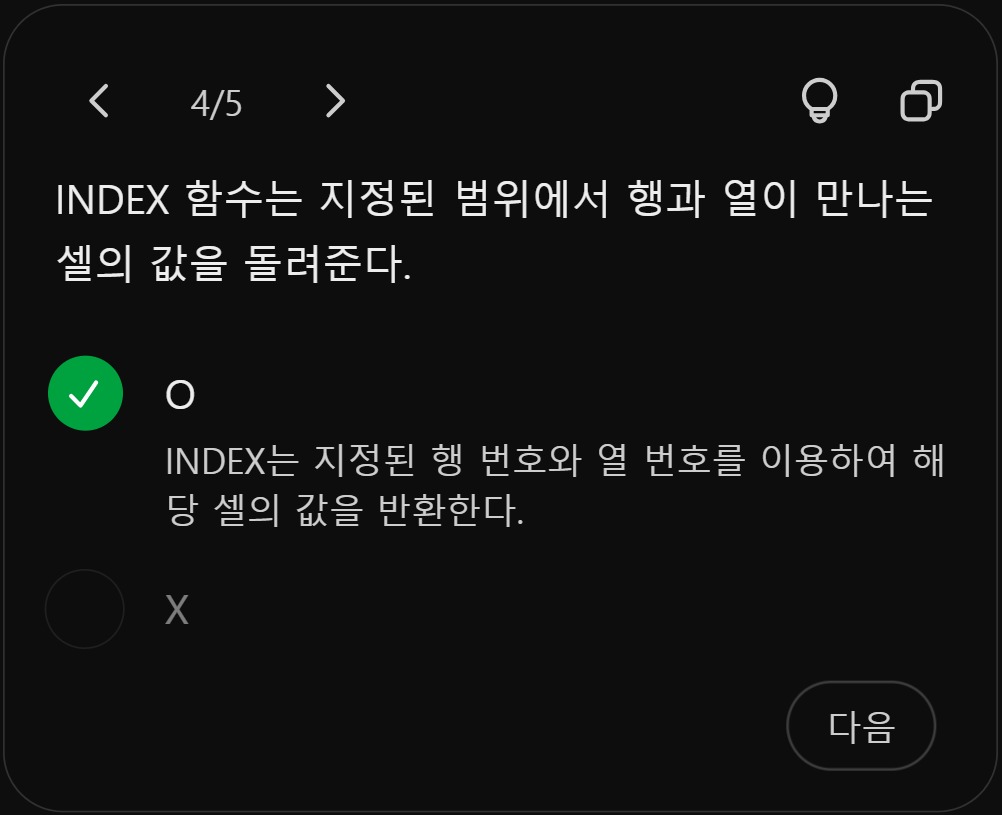 4/5
INDEX 함수는 지정된 범위에서 행과 열이 만나는
셀의 값을 돌려준다.
O
INDEX는 지정된 행 번호와 열 번호를 이용하여 해
당 셀의 값을 반환한다.
X
다음